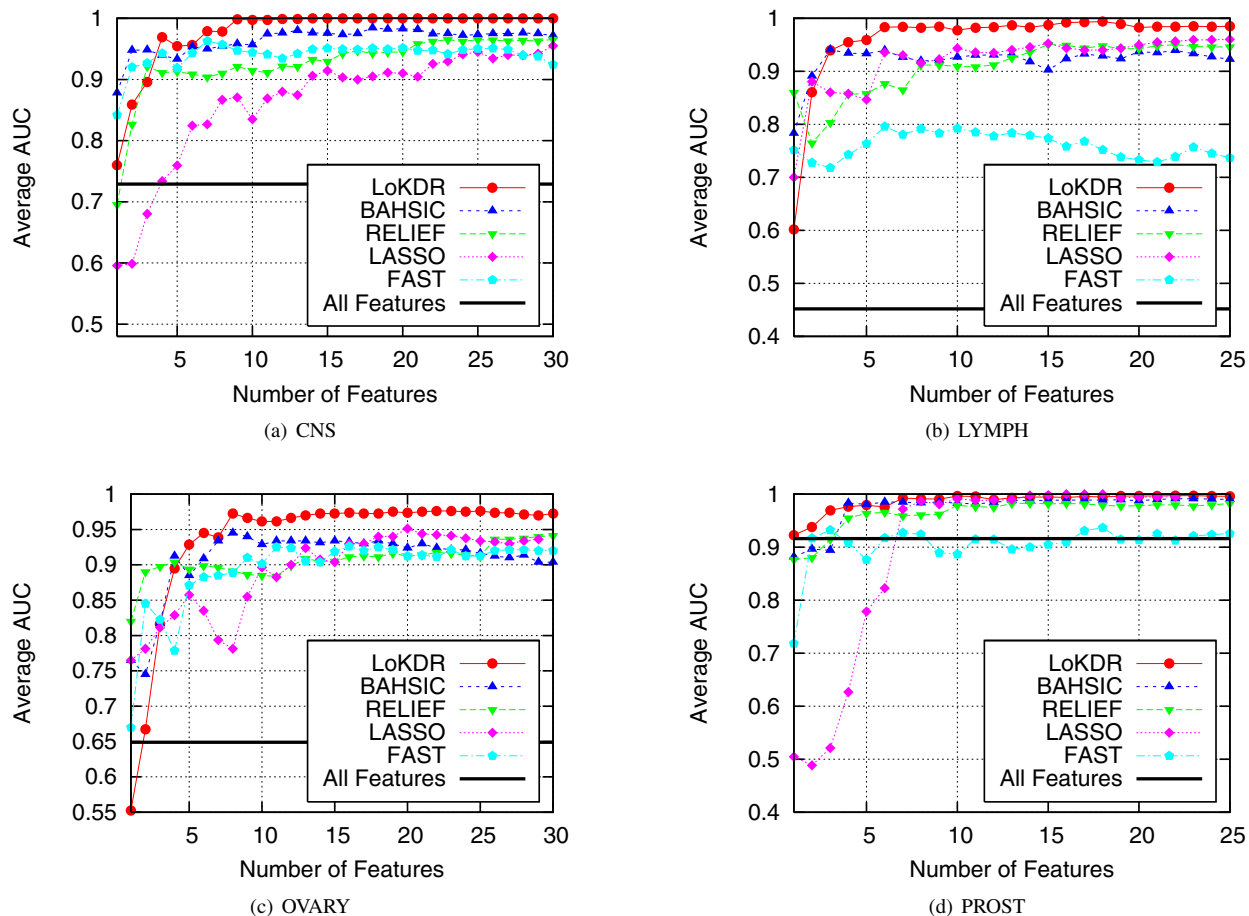 1
0.9
0.8
0.7
0.6
0.5
Average AUC
LoKDR
BAHSIC
RELIEF
LASSO
FAST
All Features
5 10 15 20 25 30
Number of Features
(a) CNS
1
0.9
0.8
0.7
0.6
0.5
0.4
Average AUC
LoKDR
BAHSIC
RELIEF
LASSO
FAST
All Features
5 10 15 20 25
Number of Features
(b) LYMPH
1
0.95
0.9
0.85
0.8
0.75
0.7
0.65
0.6
0.55
Average AUC
LoKDR
BAHSIC
RELIEF
LASSO
FAST
All Features
5 10 15 20 25 30
Number of Features
(c) OVARY
1
0.9
0.8
0.7
0.6
0.5
0.4
Average AUC
LoKDR
BAHSIC
RELIEF
LASSO
FAST
All Features
5 10 15 20 25
Number of Features
(d) PROST